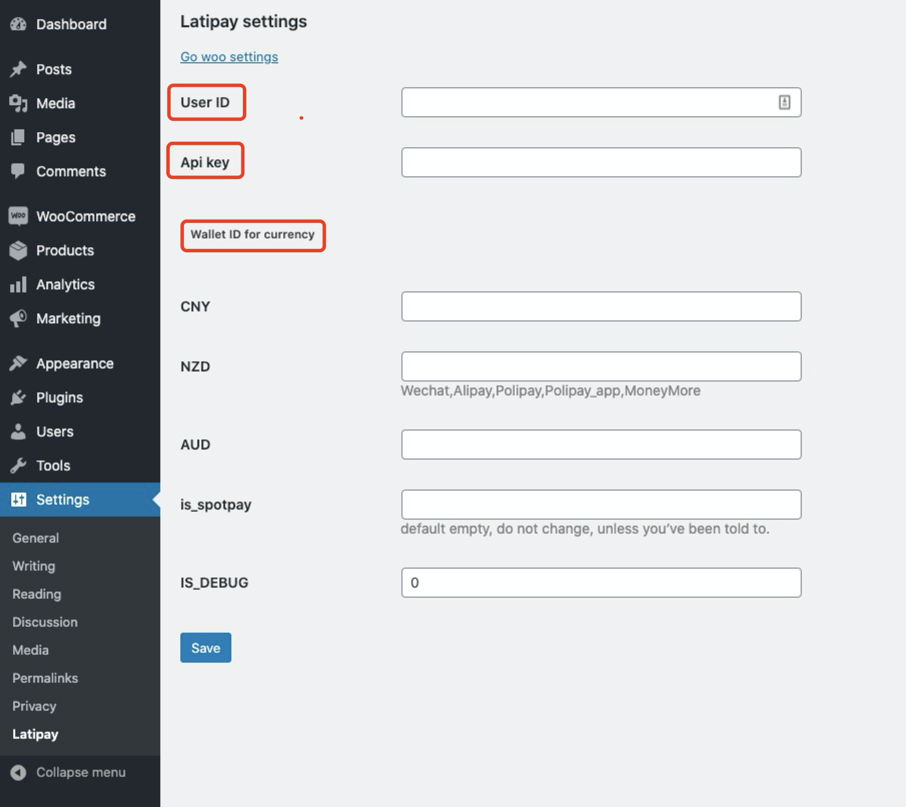 Dashboard
Posts
Media
Pages
Comments
woo WooCommerce
Products
Analytics
Marketing
Appearance
Plugins
Users
Tools
Settings
General
Writing
Reading
Discussion
Media
Permalinks
Privacy
Latipay
Collapse menu
Latipay settings
Go woo settings
User ID
Api key
Wallet ID for currency
CNY
NZD
Wechat,Alipay,Polipay,Polipay_app,MoneyMore
AUD
is_spotpay
default empty, do not change, unless you've been told to.
IS_DEBUG 0
Save